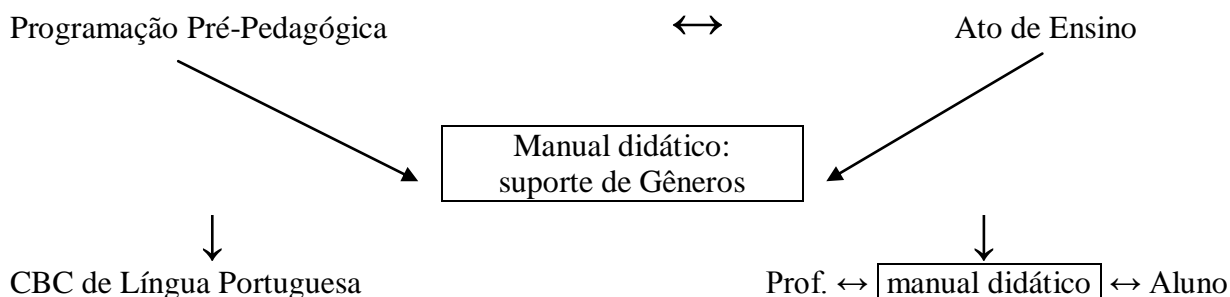 Programação Pré-Pedagógica ↔ Ato de Ensino
Manual didático:
suporte de Gêneros
CBC de Língua Portuguesa
Prof. ↔ manual didático ↔ Aluno